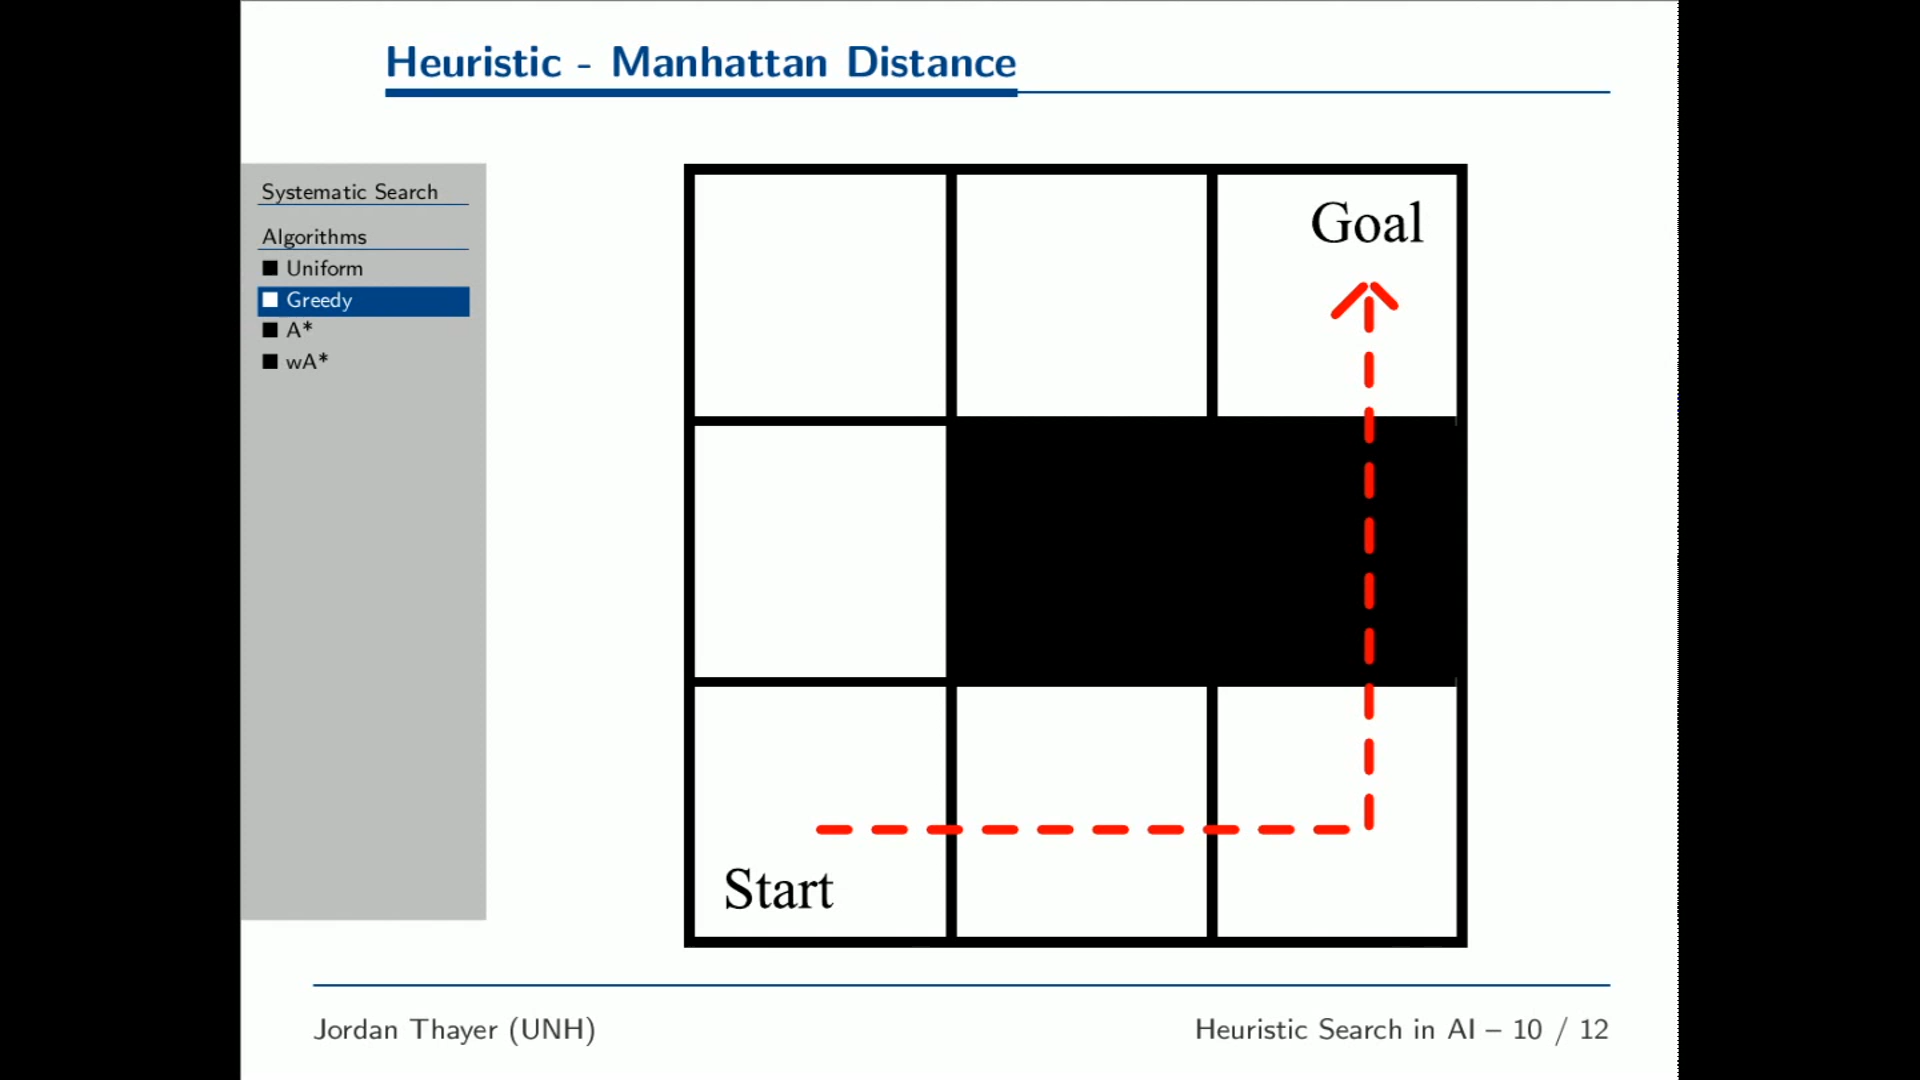 Heuristic - Manhattan Distance
Systematic Search
Algorithms
Uniform
Greedy
A*
wA*
Goal
Start
Jordan Thayer (UNH)
Heuristic Search in AI – 10 / 12